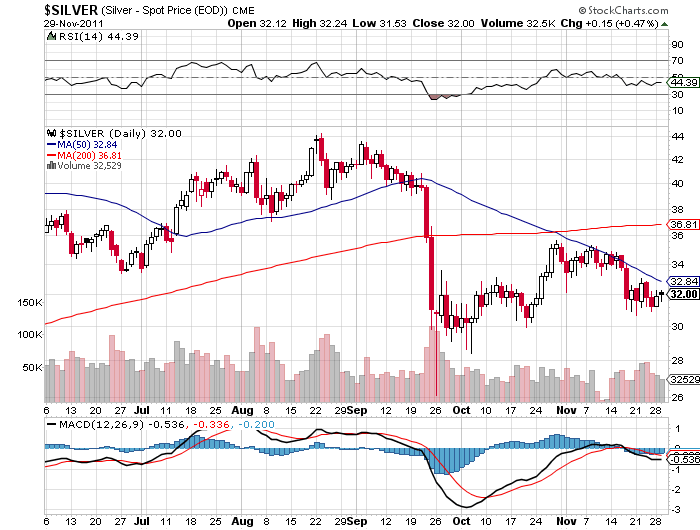 $SILVER (Silver - Spot Price (EOD)) CME
© StockCharts.com
29-Nov-2011
Open 32.12 High 32.24 Low 31.53 Close 32.00 Volume 32.5K Chg +0.15 (+0.47%)
RSI(14) 44.39
90
70
50
44.39
30
10
$SILVER (Daily) 32.00
MA(50) 32.84
MA(200) 36.81
Volume 32,529
44
42
40
38
36.81
36
34
32.84
32.00
30
28
26
150K
100K
50K
32529
6 13 20 27 Jul 11 18 25 Aug 8 15 22 29 Sep 12 19 26 Oct 10 17 24 Nov 7 14 21 28
MACD(12,26,9) -0.536, -0.336, -0.200
1
0
-0.536
-1
-2
-3
6 13 20 27 Jul 11 18 25 Aug 8 15 22 29 Sep 12 19 26 Oct 10 17 24 Nov 7 14 21 28